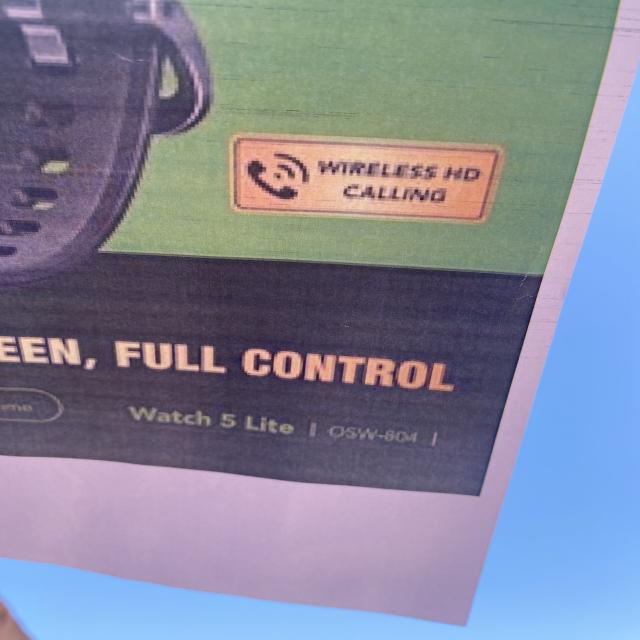 WIRELESS HD
CALLING
EEN, FULL CONTROL
Watch 5 Lite | OSW-804 |